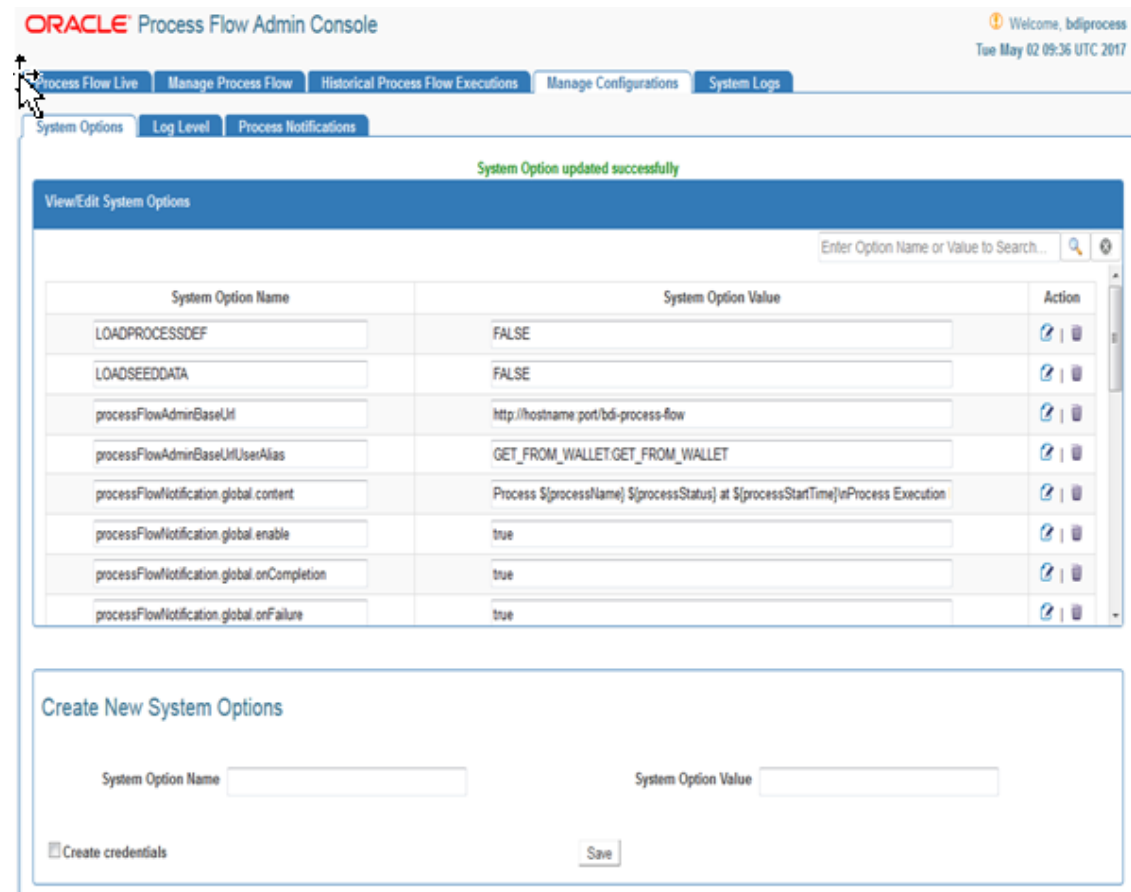 ORACLE Process Flow Admin Console
Welcome, bdiprocess
Tue May 02 09:36 UTC 2017
Process Flow Live Manage Process Flow Historical Process Flow Executions Manage Configurations System Logs
System Options Log Level Process Notifications
System Option updated successfully
View/Edit System Options
Enter Option Name or Value to Search...
System Option Name System Option Value Action
LOADPROCESSDEF FALSE |
LOADSEEDDATA FALSE |
processFlowAdminBaseUrl http://hostname:port/bdi-process-flow |
processFlowAdminBaseUrlUserAlias GET_FROM_WALLET:GET_FROM_WALLET |
processFlowNotification.global.content Process ${processName} ${processStatus} at ${processStartTime}\nProcess Execution |
processFlowNotification.global.enable true |
processFlowNotification.global.onCompletion true |
processFlowNotification.global.onFailure true |
Create New System Options
System Option Name System Option Value
Create credentials Save